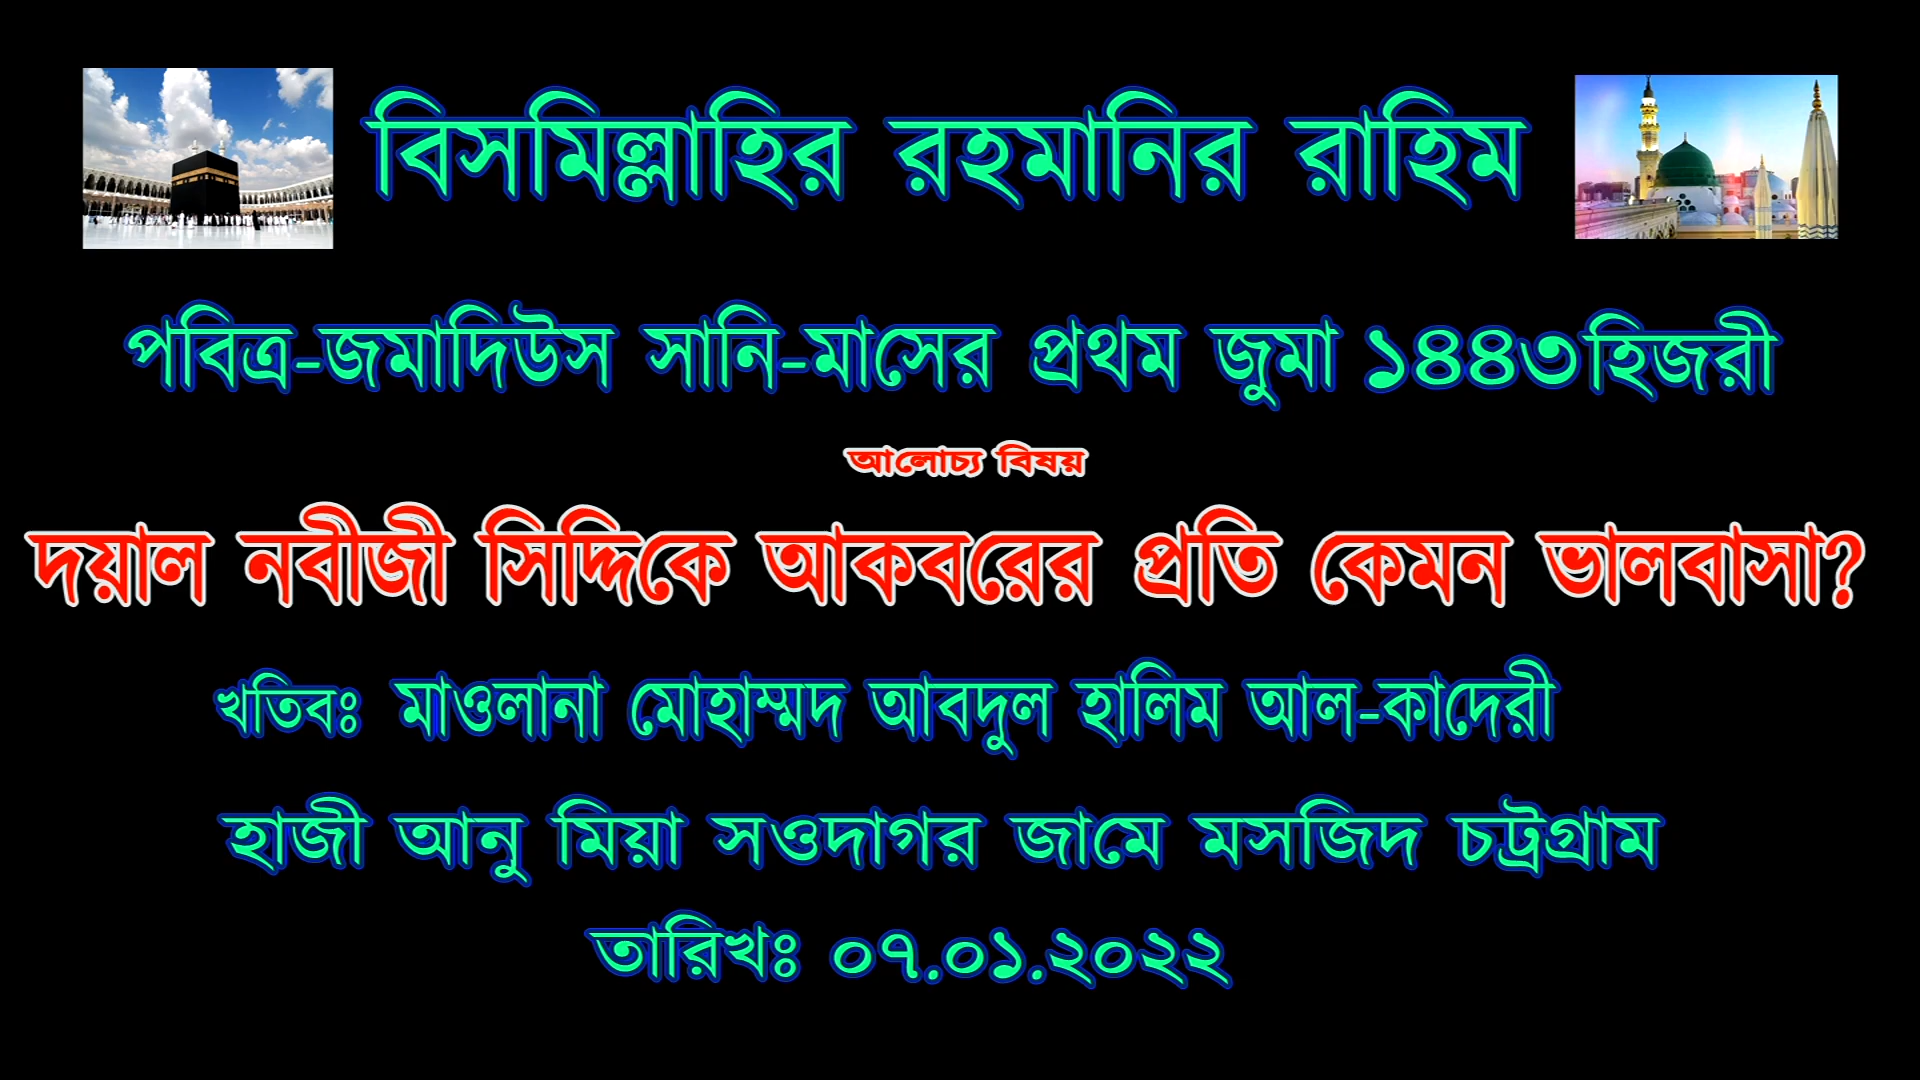 বিসমিল্লাহির রহমানির রাহিম
পবিত্র-জমাদিউস সানি-মাসের প্রথম জুমা ১৪৪৩হিজরী
আলোচ্য বিষয়
দয়াল নবীজী সিদ্দিকে আকবরের প্রতি কেমন ভালবাসা?
খতিবঃ মাওলানা মোহাম্মদ আবদুল হালিম আল-কাদেরী
হাজী আনু মিয়া সওদাগর জামে মসজিদ চট্রগ্রাম
তারিখঃ ০৭.০১.২০২২